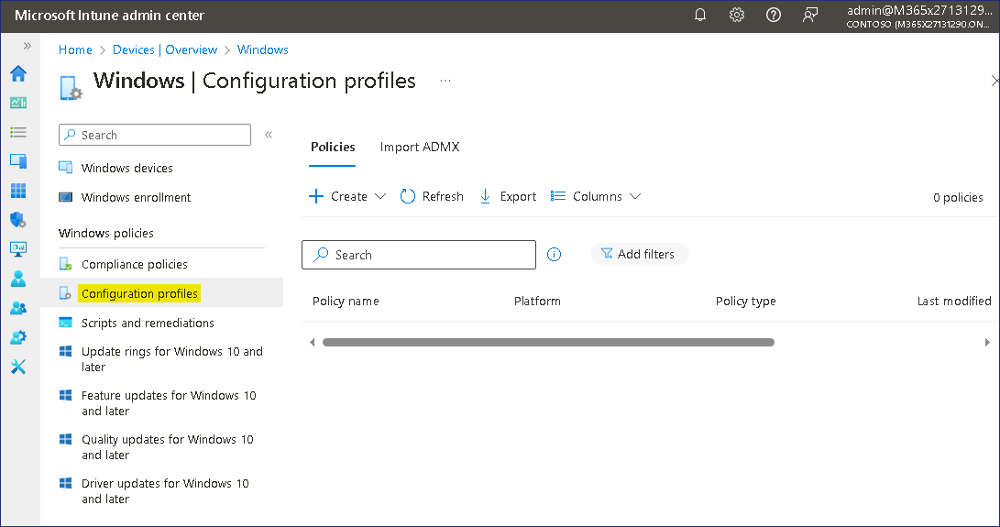 Microsoft Intune admin center
admin@M365x2713129...
CONTOSO (M365X27131290.ON...
Home > Devices | Overview > Windows
Windows | Configuration profiles ...
Search
Windows devices
Windows enrollment
Windows policies
Compliance policies
Configuration profiles
Scripts and remediations
Update rings for Windows 10 and
later
Feature updates for Windows 10
and later
Quality updates for Windows 10
and later
Driver updates for Windows 10
and later
Policies Import ADMX
Create Refresh Export Columns 0 policies
Search Add filters
Policy name Platform Policy type Last modified